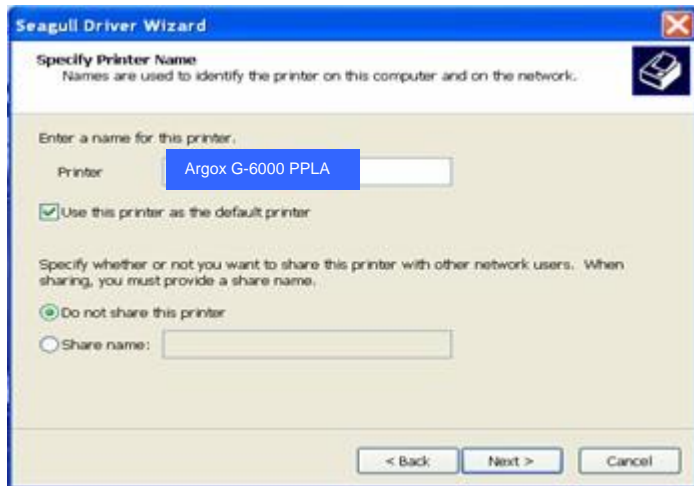 Seagull Driver Wizard
Specify Printer Name
Names are used to identify the printer on this computer and on the network.
Enter a name for this printer.
Printer
Argox G-6000 PPLA
Use this printer as the default printer
Specify whether or not you want to share this printer with other network users. When
sharing, you must provide a share name.
Do not share this printer
Share name:
< Back
Next >
Cancel